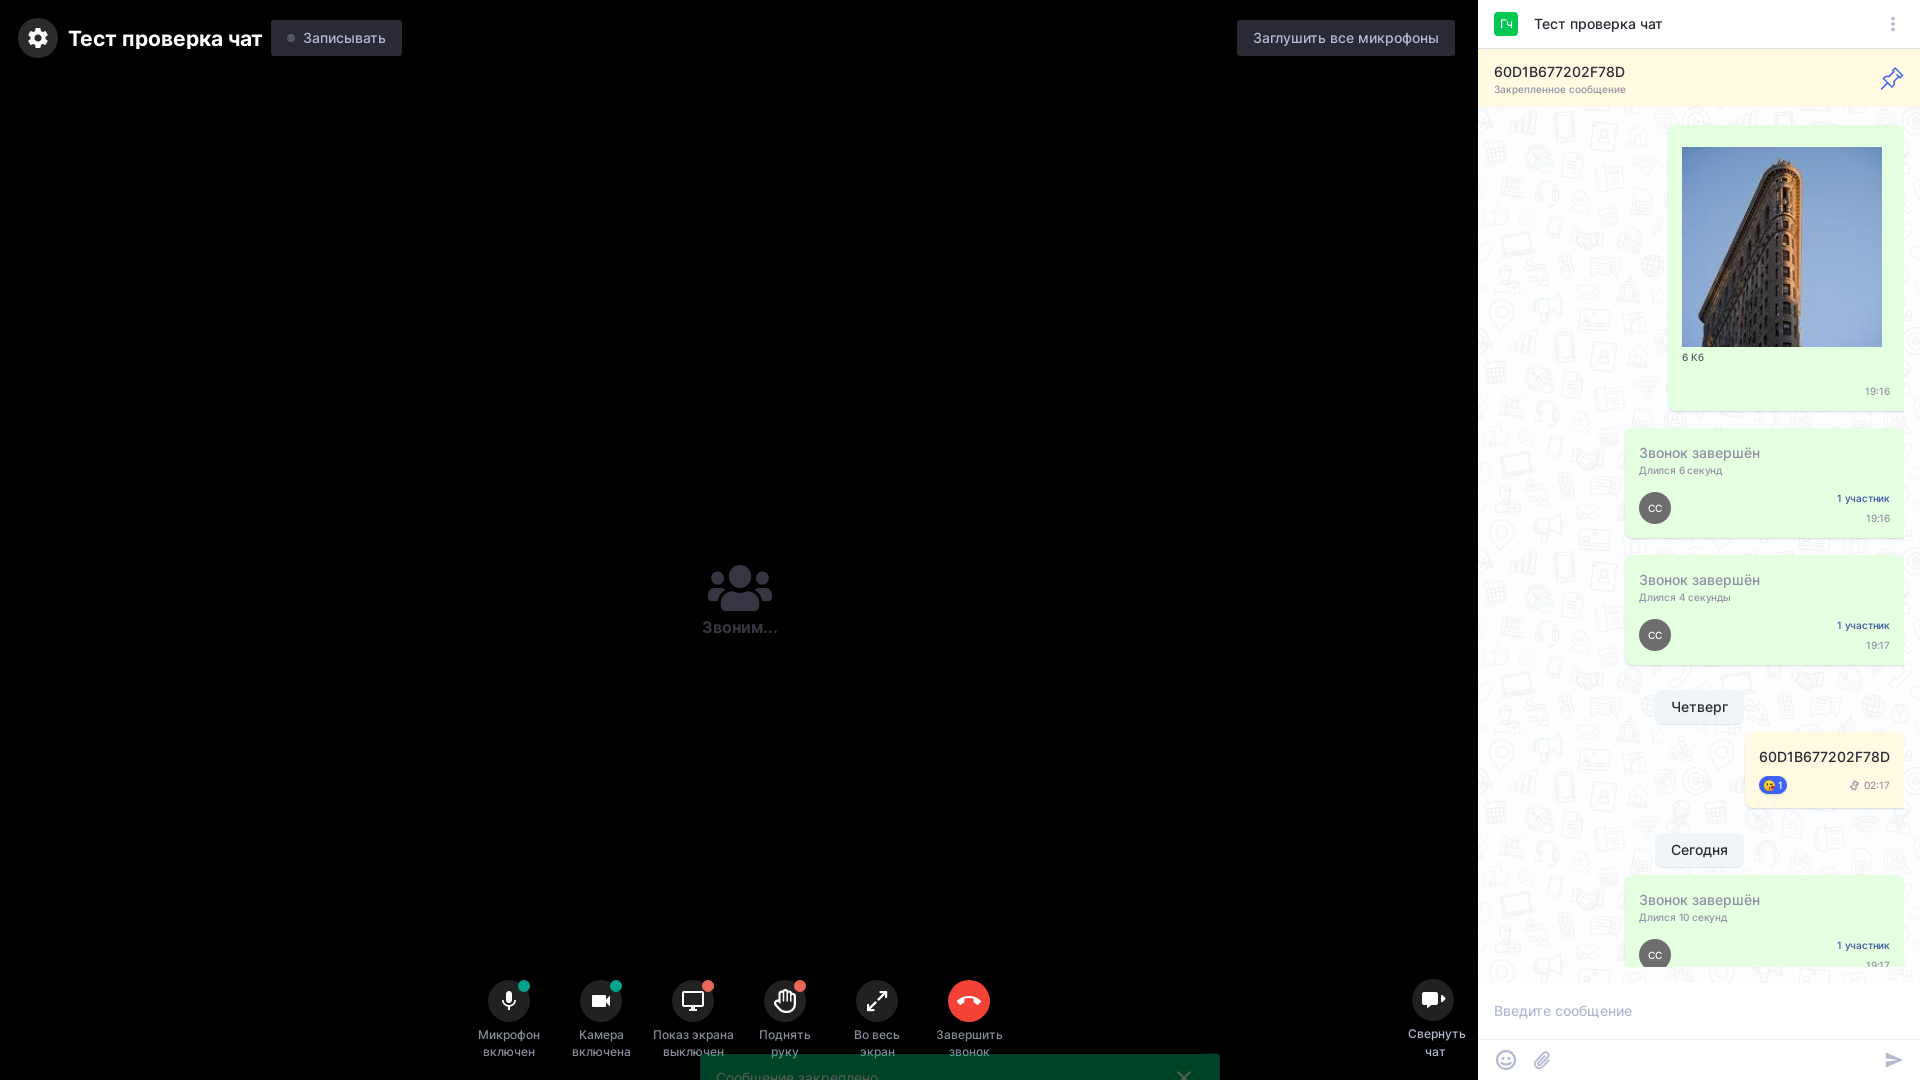 Тест проверка чат
Записывать
Заглушить все микрофоны
Звоним...
Микрофон
включен
Камера
включена
Показ экрана
выключен
Поднять
руку
Во весь
экран
Завершить
звонок
Свернуть
чат
Сообщение закреплено
Гч
Тест проверка чат
60D1B677202F78D
Закрепленное сообщение
6 Кб
19:16
Звонок завершён
Длился 6 секунд
СС
1 участник
19:16
Звонок завершён
Длился 4 секунды
СС
1 участник
19:17
Четверг
60D1B677202F78D
1
02:17
Сегодня
Звонок завершён
Длился 10 секунд
СС
1 участник
19:17
Введите сообщение